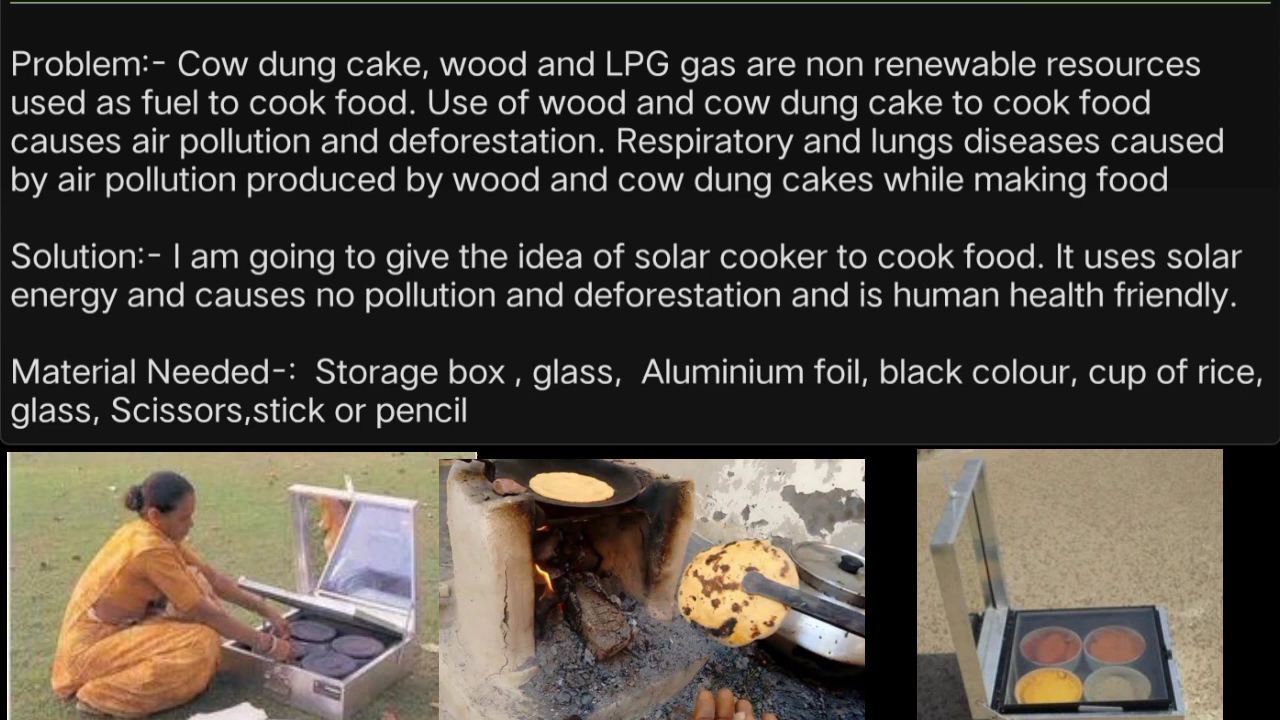 Problem:- Cow dung cake, wood and LPG gas are non renewable resources
used as fuel to cook food. Use of wood and cow dung cake to cook food
causes air pollution and deforestation. Respiratory and lungs diseases caused
by air pollution produced by wood and cow dung cakes while making food
Solution:- I am going to give the idea of solar cooker to cook food. It uses solar
energy and causes no pollution and deforestation and is human health friendly.
Material Needed-:  Storage box , glass,  Aluminium foil, black colour, cup of rice,
glass, Scissors,stick or pencil